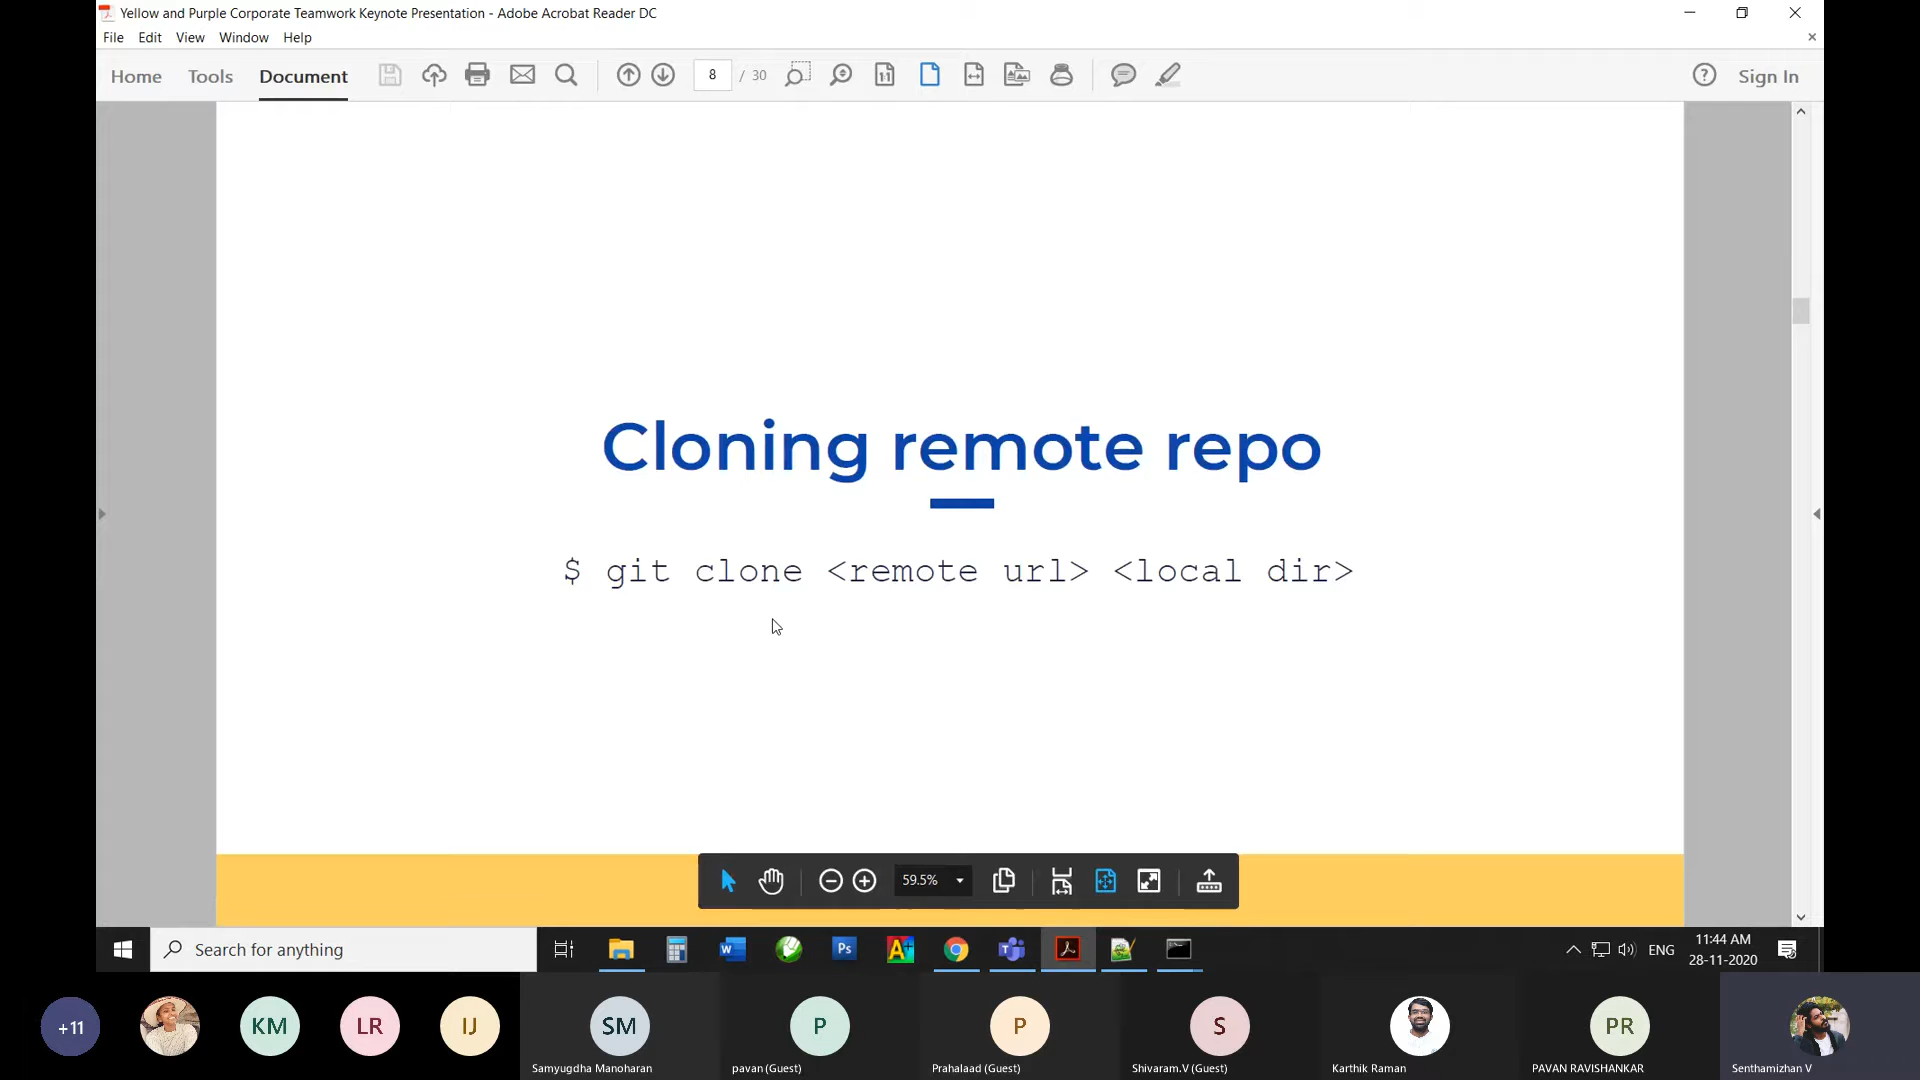 Yellow and Purple Corporate Teamwork Keynote Presentation - Adobe Acrobat Reader DC
File Edit View Window Help
Home Tools Document 8 / 30 Sign In
Cloning remote repo
$ git clone <remote url> <local dir>
59.5%
Search for anything
W Ps ENG
11:44 AM
28-11-2020
+11 KM LR IJ SM P P S PR
Samyugdha Manoharan pavan (Guest) Prahalaad (Guest) Shivaram.V (Guest) Karthik Raman PAVAN RAVISHANKAR Senthamizhan V